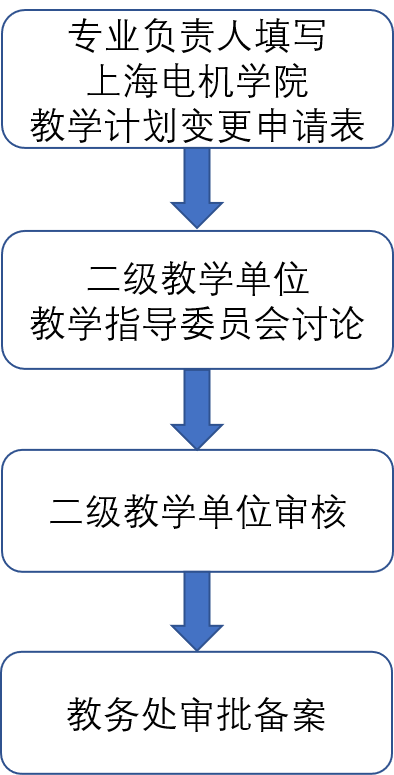 专业负责人填写
上海电机学院
教学计划变更申请表
二级教学单位
教学指导委员会讨论
二级教学单位审核
教务处审批备案